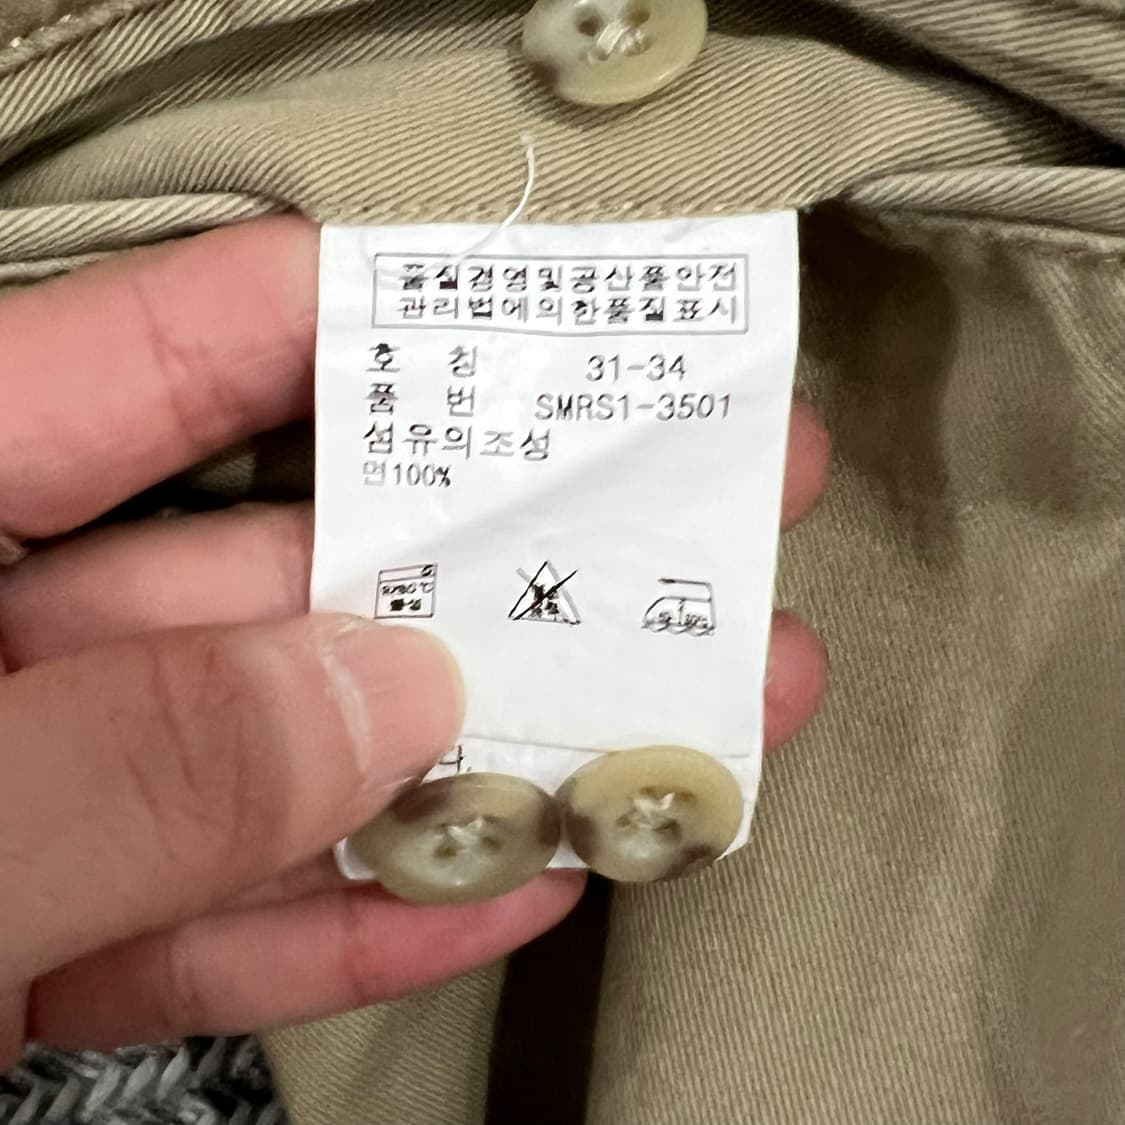 품질경영및공산품안전
관리법에의한품질표시
호 칭 31-34
품 번 SMRS1-3501
섬유의조성
면100%